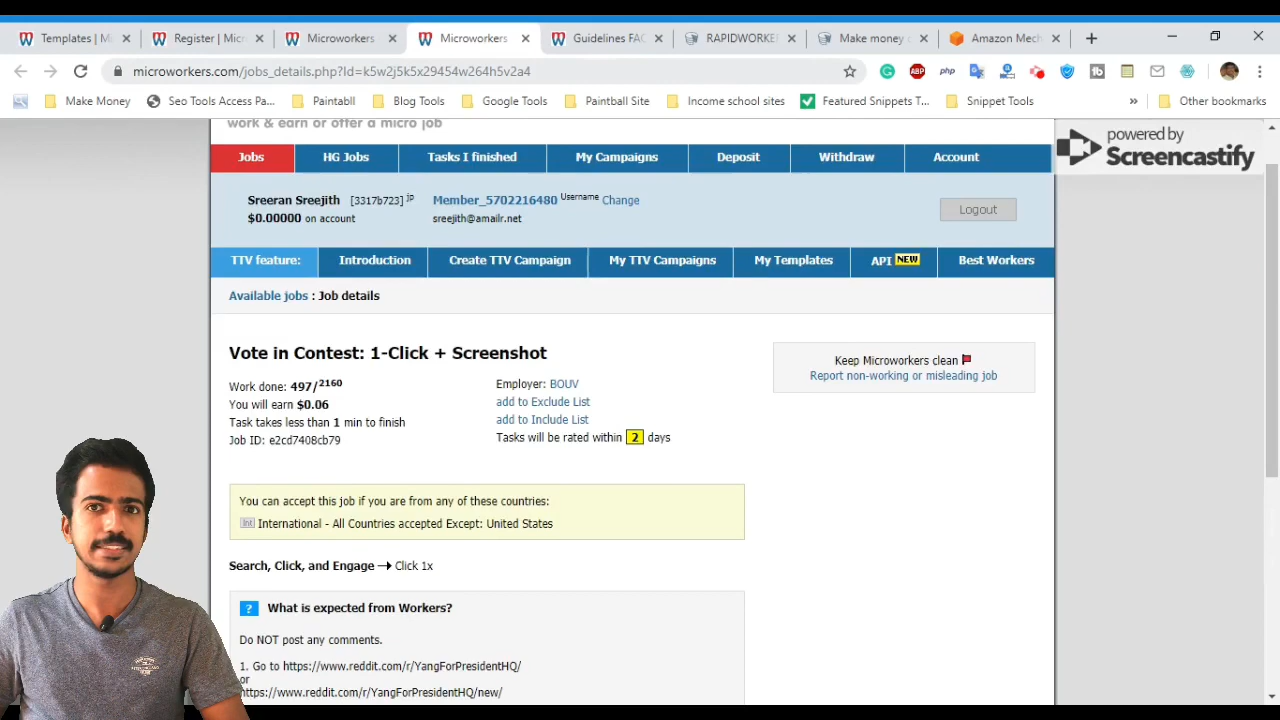 Templates | M
Register | Micr
Microworkers
Microworkers
Guidelines FAQ
RAPIDWORKE
Make money o
Amazon Mech
microworkers.com/jobs_details.php?Id=k5w2j5k5x29454w264h5v2a4
Make Money
Seo Tools Access Pa...
Paintabll
Blog Tools
Google Tools
Paintball Site
Income school sites
Featured Snippets T...
Snippet Tools
»
Other bookmarks
work & earn or offer a micro job
powered by
Screencastify
Jobs
HG Jobs
Tasks I finished
My Campaigns
Deposit
Withdraw
Account
Sreeran Sreejith [3317b723] jp
Member_5702216480 Username Change
$0.00000 on account
sreejith@amailr.net
Logout
TTV feature:
Introduction
Create TTV Campaign
My TTV Campaigns
My Templates
API NEW
Best Workers
Available jobs : Job details
Vote in Contest: 1-Click + Screenshot
Work done: 497/2160
You will earn $0.06
Task takes less than 1 min to finish
Job ID: e2cd7408cb79
Employer: BOUV
add to Exclude List
add to Include List
Tasks will be rated within 2 days
Keep Microworkers clean
Report non-working or misleading job
You can accept this job if you are from any of these countries:
Int International - All Countries accepted Except: United States
Search, Click, and Engage → Click 1x
? What is expected from Workers?
Do NOT post any comments.
1. Go to https://www.reddit.com/r/YangForPresidentHQ/
or
https://www.reddit.com/r/YangForPresidentHQ/new/